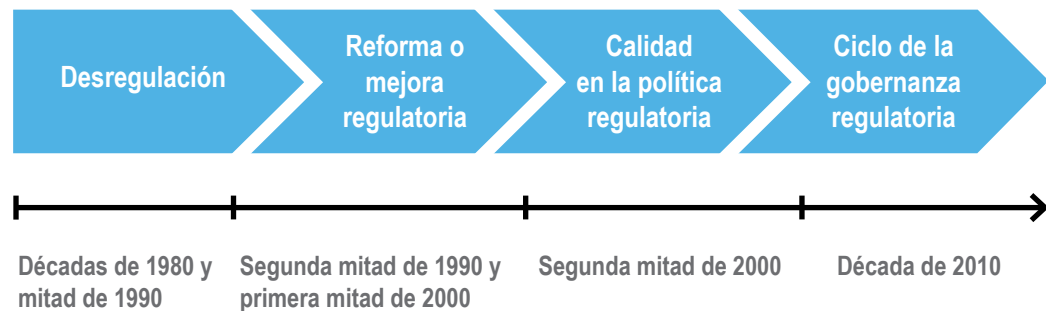 Desregulación
Reforma o
mejora
regulatoria
Calidad
en la política
regulatoria
Ciclo de la
gobernanza
regulatoria
Décadas de 1980 y
mitad de 1990
Segunda mitad de 1990 y
primera mitad de 2000
Segunda mitad de 2000
Década de 2010